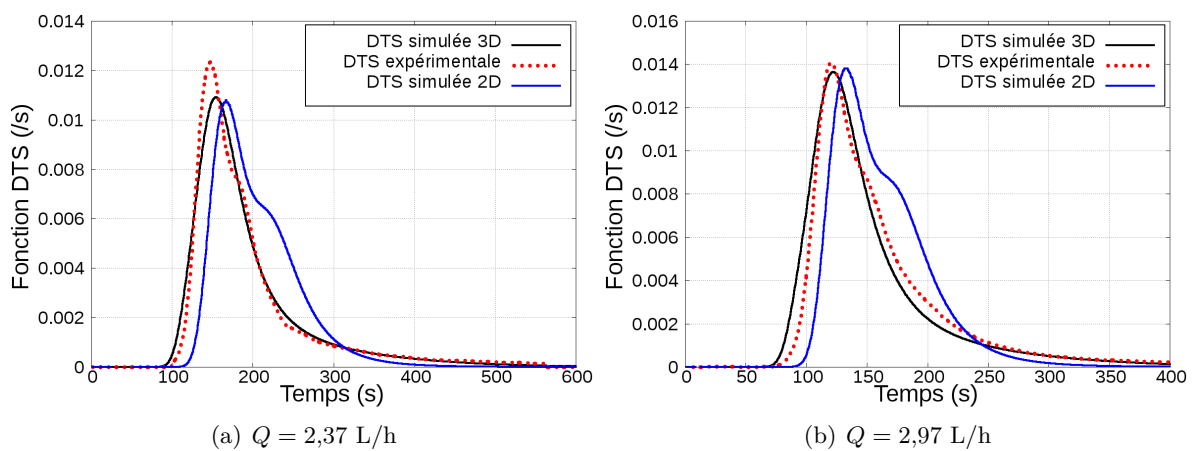 0.014
0.012
0.01
0.008
0.006
0.004
0.002
0
Fonction DTS (/s)
DTS simulée 3D
DTS expérimentale
DTS simulée 2D
0 100 200 300 400 500 600
Temps (s)
(a) Q = 2,37 L/h
0.016
0.014
0.012
0.01
0.008
0.006
0.004
0.002
0
Fonction DTS (/s)
DTS simulée 3D
DTS expérimentale
DTS simulée 2D
0 50 100 150 200 250 300 350 400
Temps (s)
(b) Q = 2,97 L/h